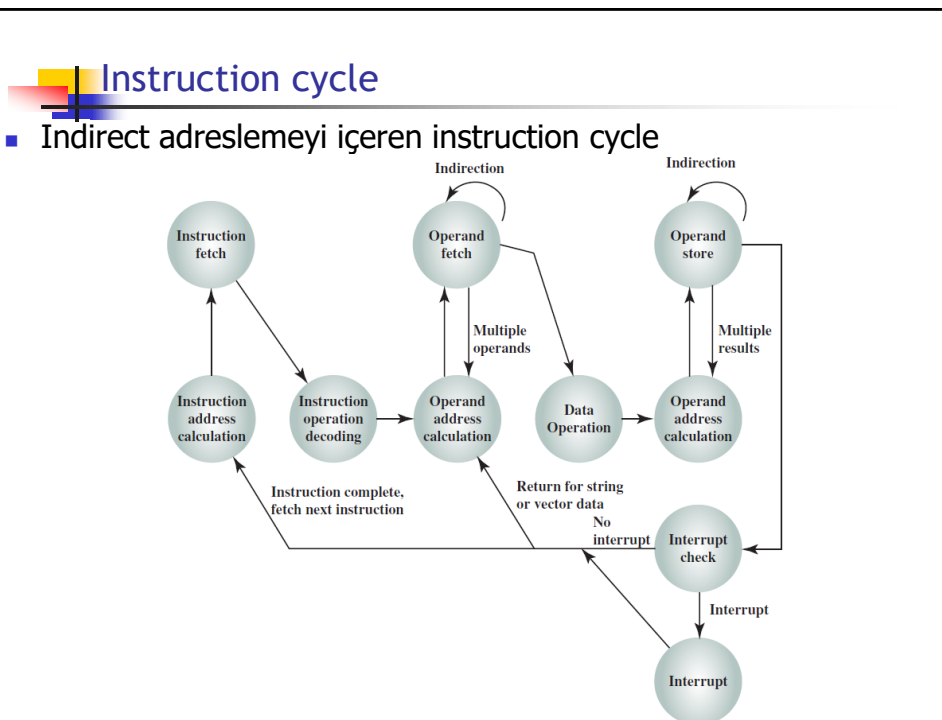 Instruction cycle
Indirect adreslemeyi içeren instruction cycle
Indirection
Indirection
Instruction
fetch
Operand
fetch
Operand
store
Multiple
operands
Multiple
results
Instruction
address
calculation
Instruction
operation
decoding
Operand
address
calculation
Data
Operation
Operand
address
calculation
Instruction complete,
fetch next instruction
Return for string
or vector data
No
interrupt
Interrupt
check
Interrupt
Interrupt